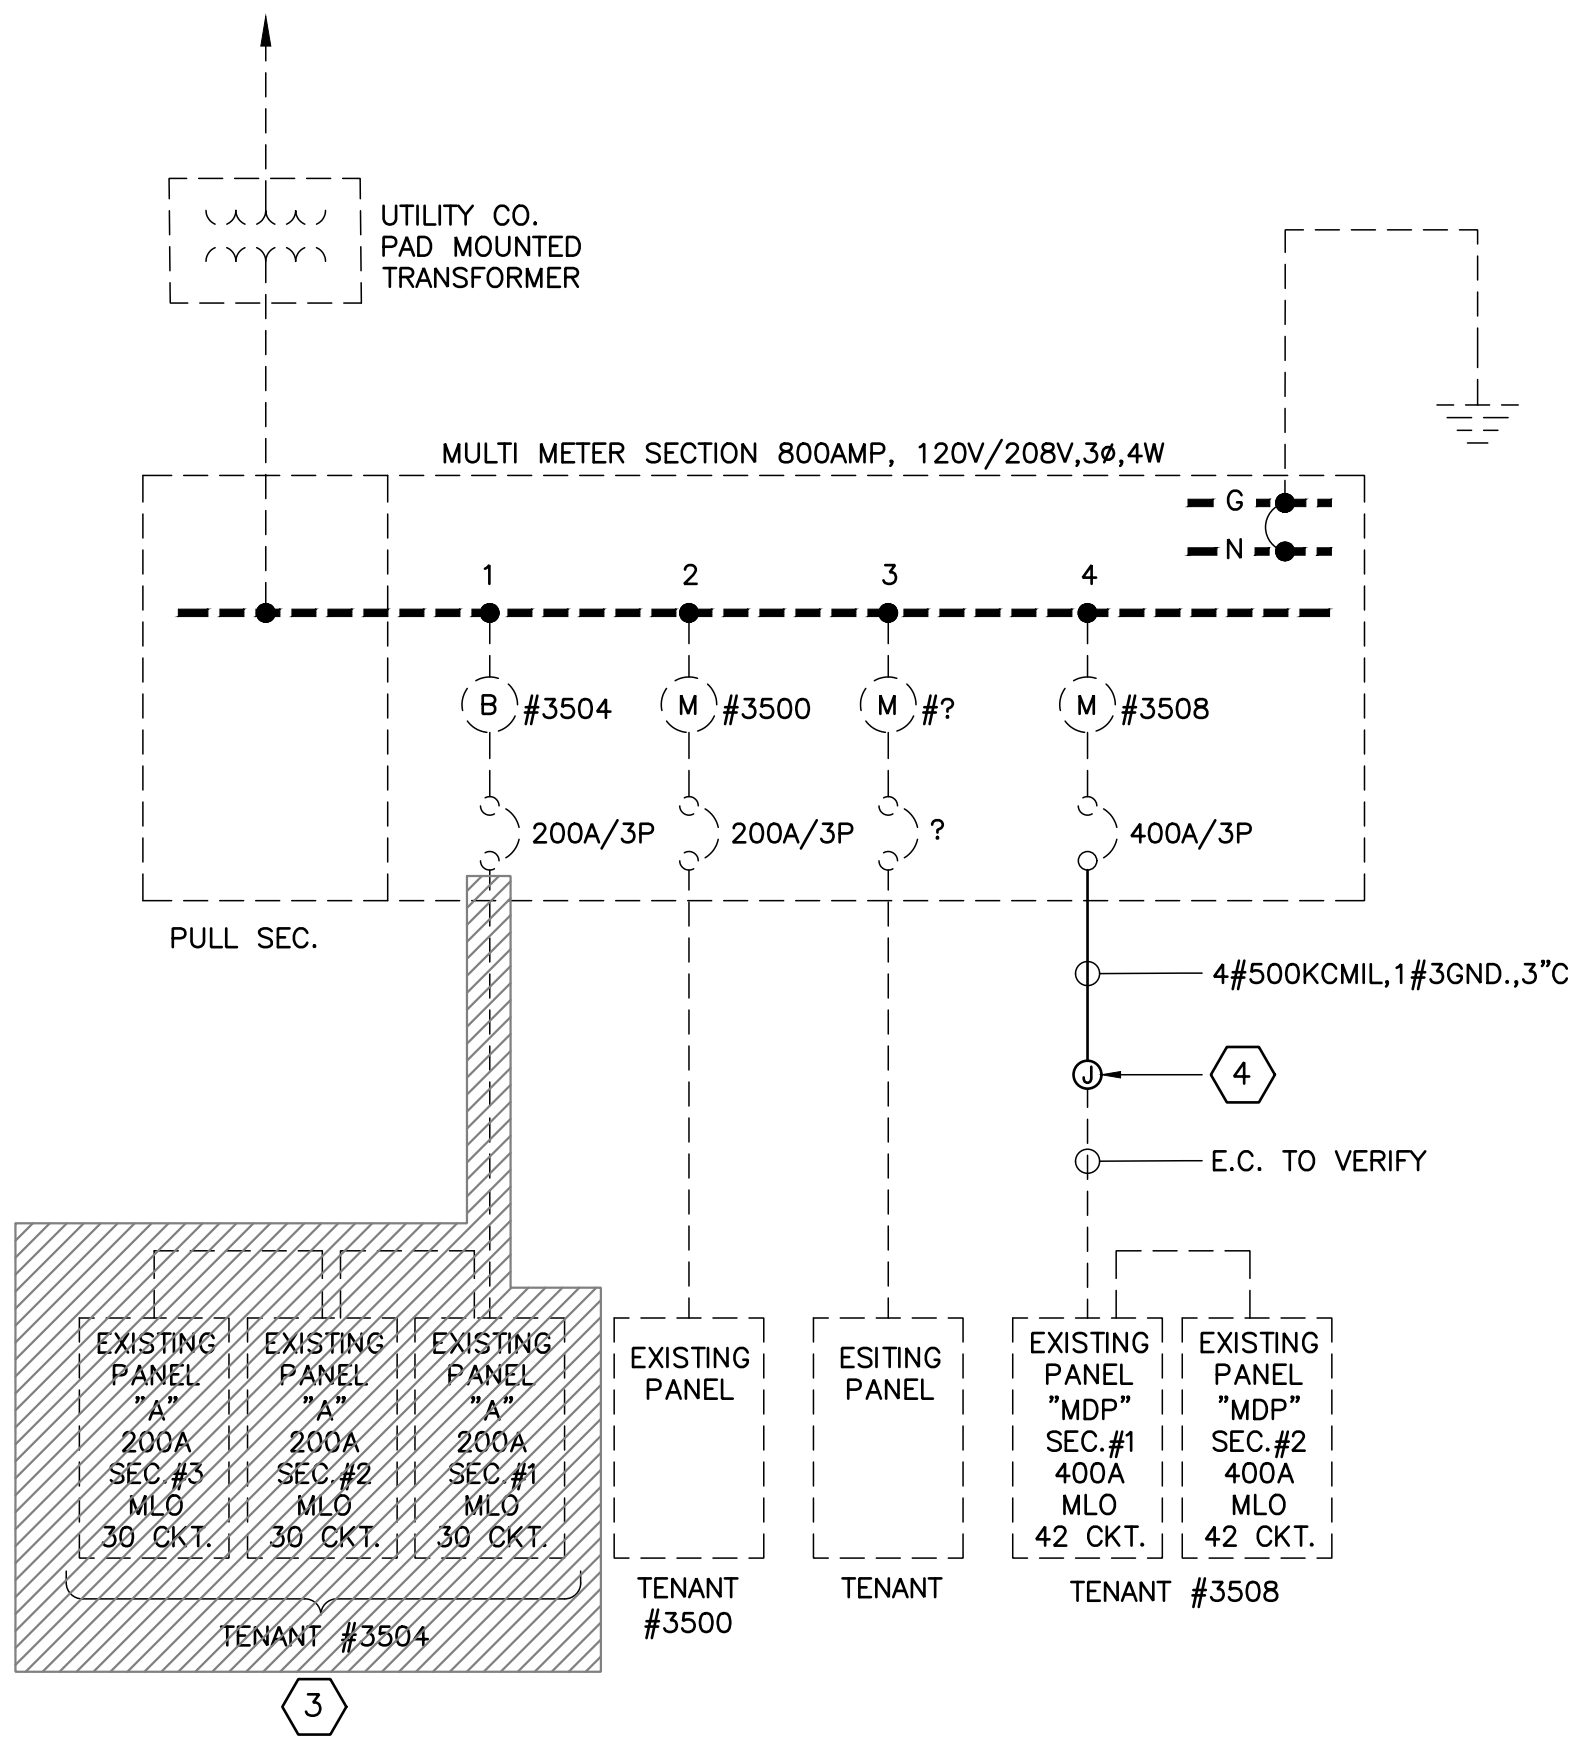 UTILITY CO.
PAD MOUNTED
TRANSFORMER
MULTI METER SECTION 800AMP, 120V/208V,3ø,4W
G
N
1
2
3
4
B
#3504
M
#3500
M
#?
M
#3508
200A/3P
200A/3P
?
400A/3P
PULL SEC.
4#500KCMIL,1#3GND.,3"C
J
4
E.C. TO VERIFY
EXISTING
PANEL
"A"
200A
SEC.#3
MLO
30 CKT.
EXISTING
PANEL
"A"
200A
SEC.#2
MLO
30 CKT.
EXISTING
PANEL
"A"
200A
SEC.#1
MLO
30 CKT.
EXISTING
PANEL
ESITING
PANEL
EXISTING
PANEL
"MDP"
SEC.#1
400A
MLO
42 CKT.
EXISTING
PANEL
"MDP"
SEC.#2
400A
MLO
42 CKT.
TENANT #3504
TENANT
#3500
TENANT
TENANT #3508
3